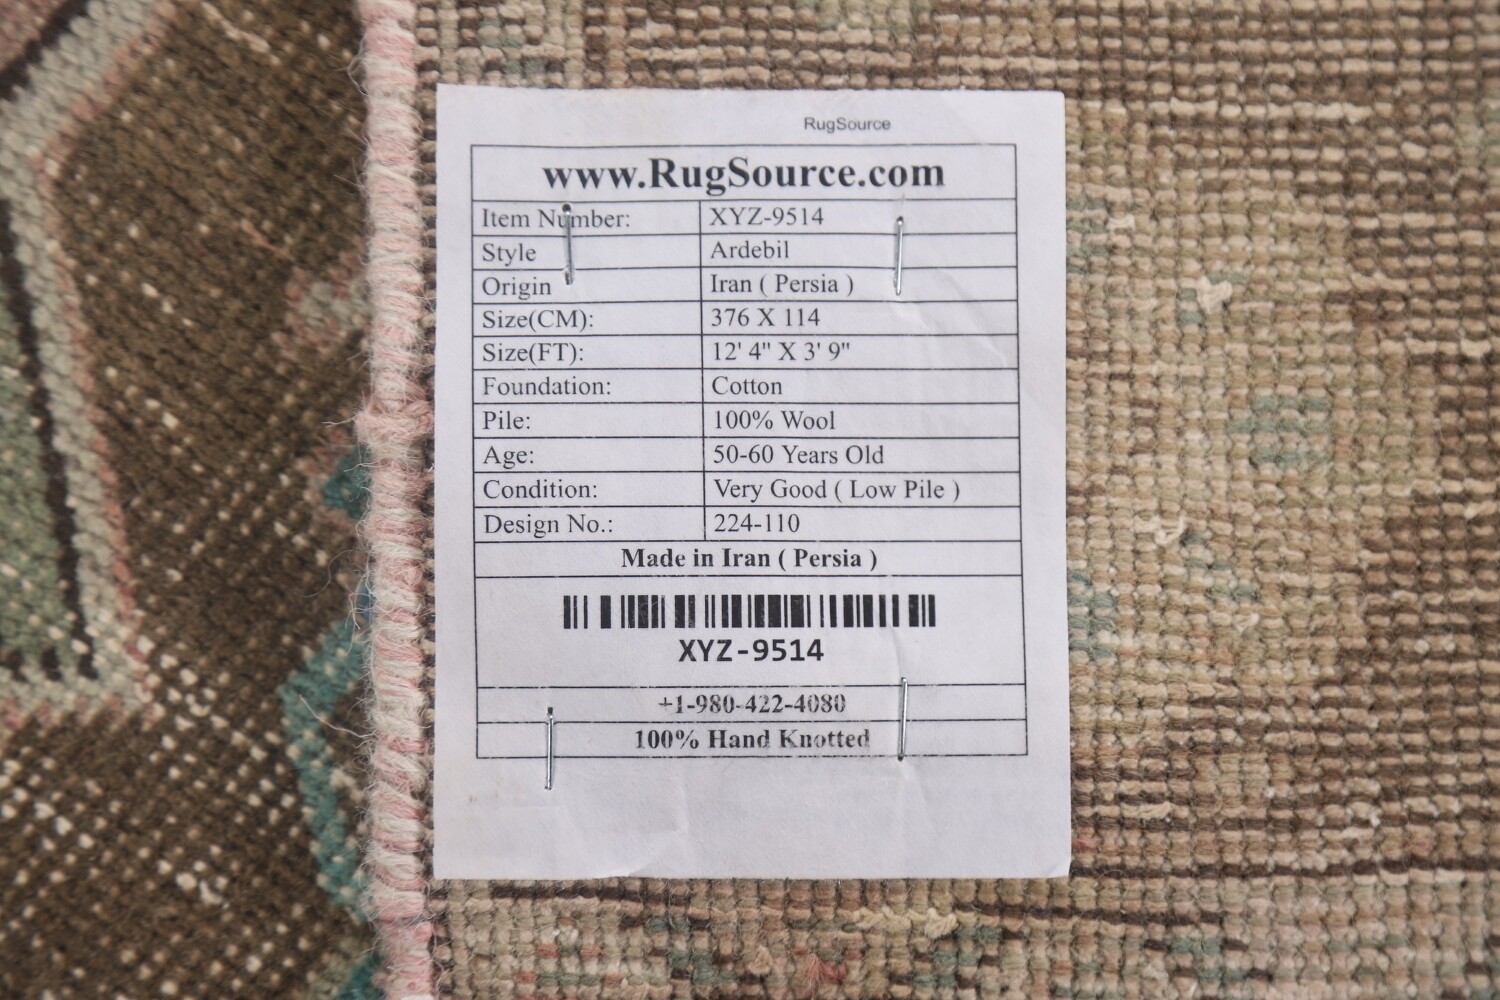 RugSource
www.RugSource.com
Item Number: XYZ-9514
Style Ardebil
Origin Iran ( Persia )
Size(CM): 376 X 114
Size(FT): 12' 4" X 3' 9"
Foundation: Cotton
Pile: 100% Wool
Age: 50-60 Years Old
Condition: Very Good ( Low Pile )
Design No.: 224-110
Made in Iran ( Persia )
XYZ-9514
+1-980-422-4080
100% Hand Knotted